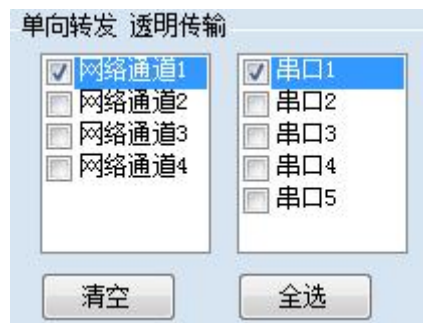 单向转发 透明传输
网络通道1
网络通道2
网络通道3
网络通道4
串口1
串口2
串口3
串口4
串口5
清空
全选